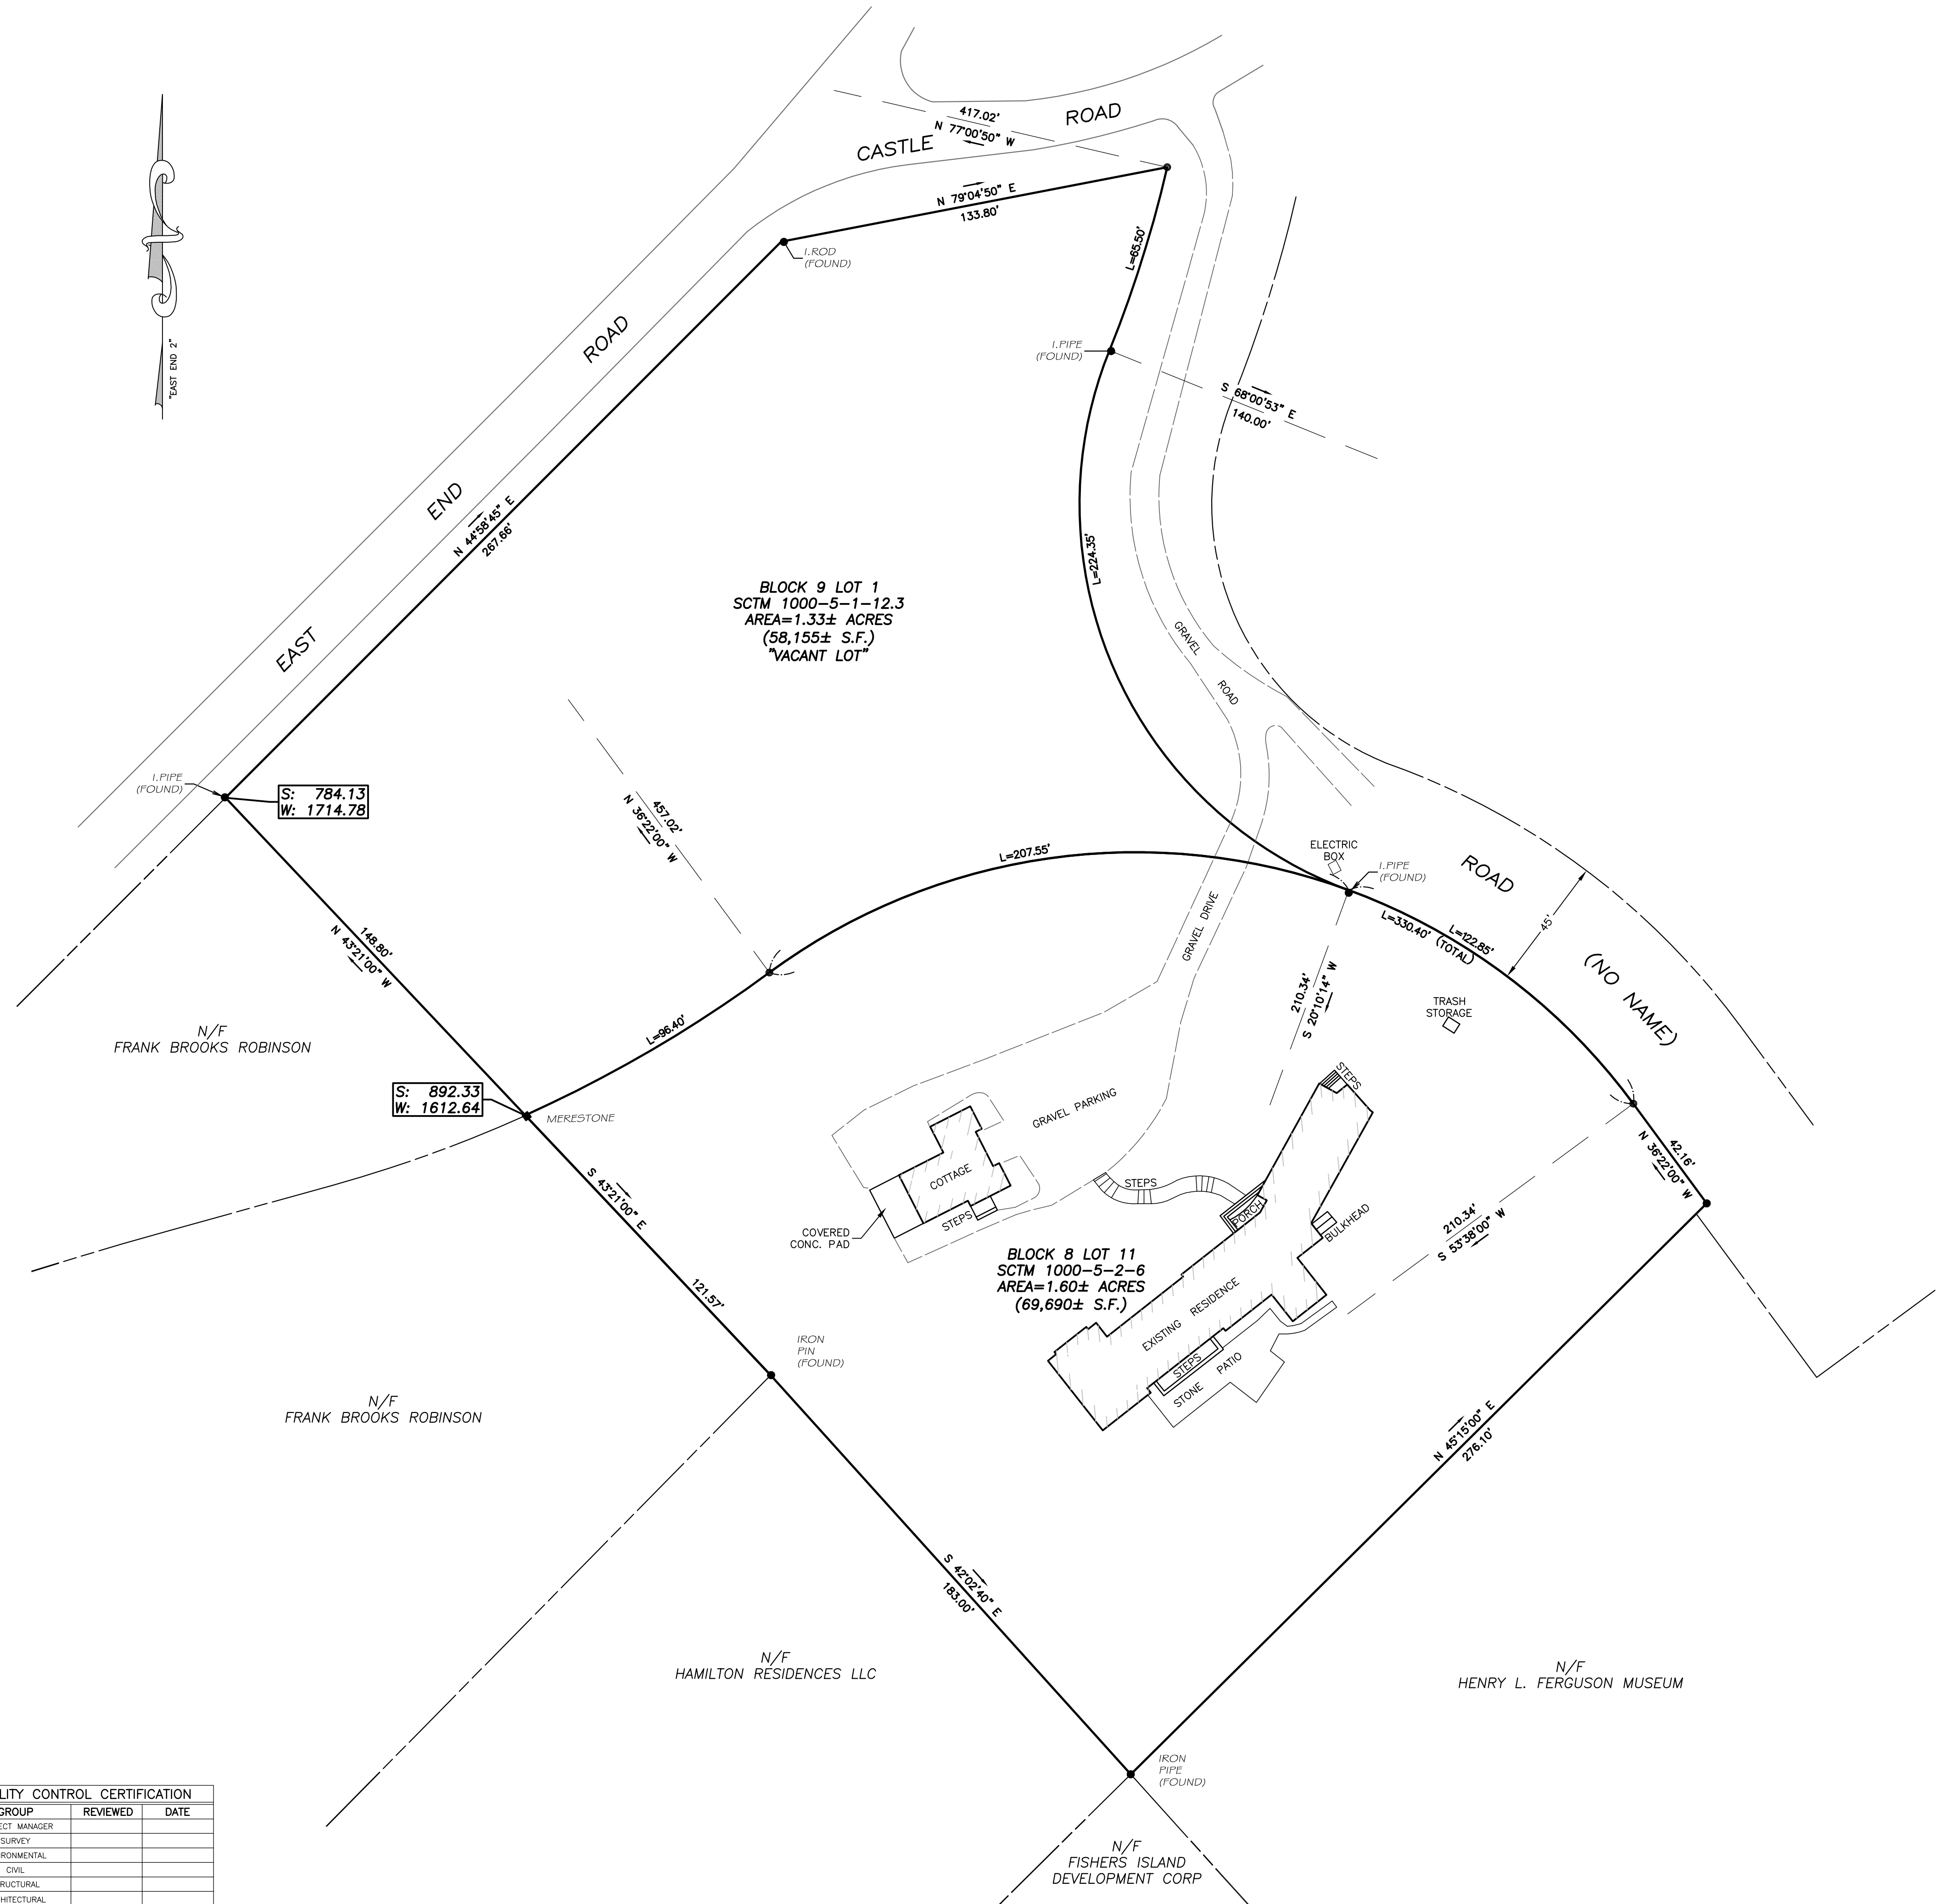 "EAST END 2"
417.02'
N 77°00'50" W
CASTLE ROAD
N 79°04'50" E
133.80'
I.ROD
(FOUND)
L=65.50'
I.PIPE
(FOUND)
S 68°00'53" E
140.00'
EAST END ROAD
N 44°58'45" E
267.66'
L=224.35'
BLOCK 9 LOT 1
SCTM 1000-5-1-12.3
AREA=1.33± ACRES
(58,155± S.F.)
"VACANT LOT"
GRAVEL ROAD
I.PIPE
(FOUND)
S: 784.13
W: 1714.78
457.02'
N 36°22'00" W
L=207.55'
ELECTRIC
BOX
I.PIPE
(FOUND)
ROAD
(NO NAME)
45'
L=122.85'
L=330.40' (TOTAL)
GRAVEL DRIVE
148.80'
N 43°21'00" W
210.34'
S 20°10'14" W
TRASH
STORAGE
N/F
FRANK BROOKS ROBINSON
L=96.40'
S: 892.33
W: 1612.64
MERESTONE
STEPS
GRAVEL PARKING
42.16'
N 36°22'00" W
COTTAGE
STEPS
STEPS
PORCH
BULKHEAD
COVERED
CONC. PAD
S 43°21'00" E
121.57'
210.34'
S 53°38'00" W
BLOCK 8 LOT 11
SCTM 1000-5-2-6
AREA=1.60± ACRES
(69,690± S.F.)
EXISTING RESIDENCE
STEPS
STONE PATIO
IRON
PIN
(FOUND)
N/F
FRANK BROOKS ROBINSON
N 45°15'00" E
276.10'
S 42°02'40" E
183.00'
N/F
HAMILTON RESIDENCES LLC
N/F
HENRY L. FERGUSON MUSEUM
IRON
PIPE
(FOUND)
N/F
FISHERS ISLAND
DEVELOPMENT CORP
LITY CONTROL CERTIFICATION
GROUP REVIEWED DATE
ECT MANAGER
SURVEY
RONMENTAL
CIVIL
RUCTURAL
HITECTURAL